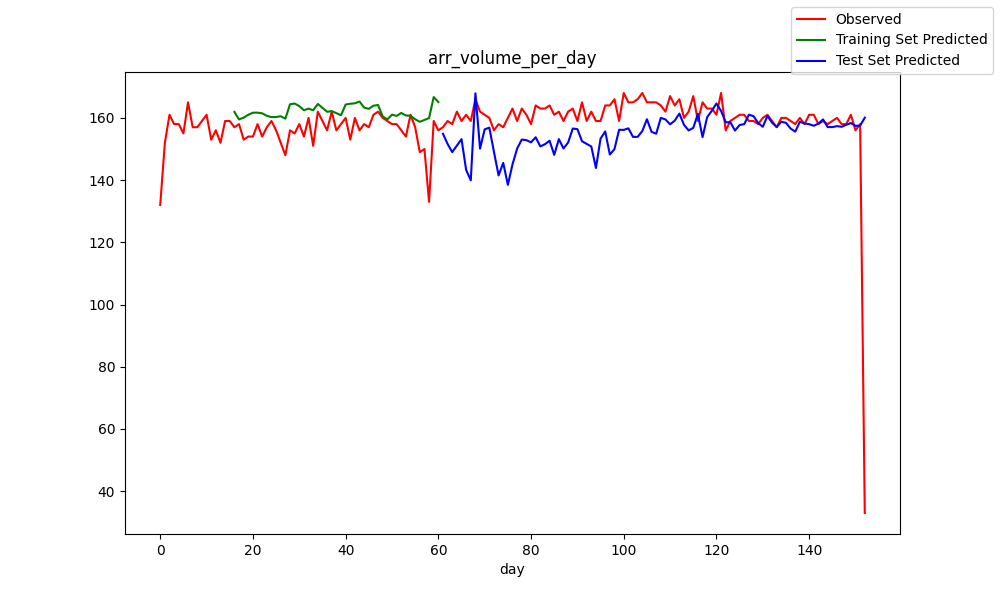 Observed
Training Set Predicted
Test Set Predicted
arr_volume_per_day
160
140
120
100
80
60
40
0 20 40 60 80 100 120 140
day